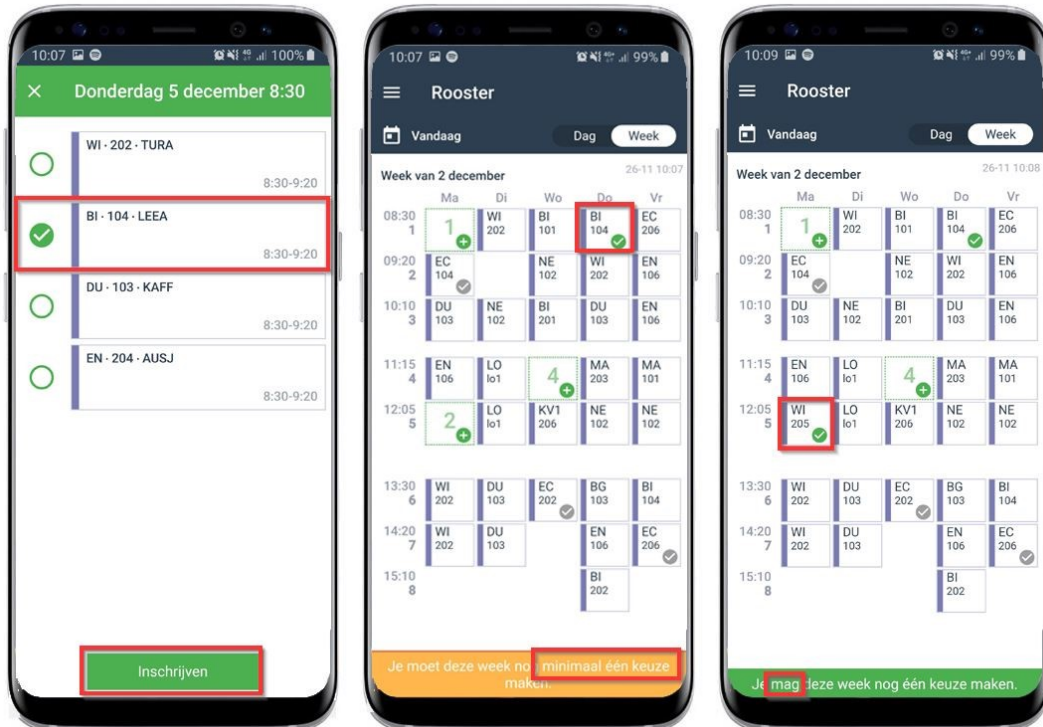 10:07 100%
Donderdag 5 december 8:30
WI · 202 · TURA
8:30-9:20
BI · 104 · LEEA
8:30-9:20
DU · 103 · KAFF
8:30-9:20
EN · 204 · AUSJ
8:30-9:20
Inschrijven
10:07 99%
Rooster
Vandaag Dag Week
26-11 10:07
Week van 2 december
Ma Di Wo Do Vr
08:30 WI BI BI EC
1 1 202 101 104 206
09:20 EC NE WI EN
2 104 102 202 106
10:10 DU NE BI DU EN
3 103 102 201 103 106
11:15 EN LO MA MA
4 106 lo1 4 203 101
12:05 LO KV1 NE NE
5 2 lo1 206 102 102
13:30 WI DU EC BG BI
6 202 103 202 103 104
14:20 WI DU EN EC
7 202 103 106 206
15:10 BI
8 202
Je moet deze week nog minimaal één keuze
maken.
10:09 99%
Rooster
Vandaag Dag Week
26-11 10:08
Week van 2 december
Ma Di Wo Do Vr
08:30 WI BI BI EC
1 1 202 101 104 206
09:20 EC NE WI EN
2 104 102 202 106
10:10 DU NE BI DU EN
3 103 102 201 103 106
11:15 EN LO MA MA
4 106 lo1 4 203 101
12:05 WI LO KV1 NE NE
5 205 lo1 206 102 102
13:30 WI DU EC BG BI
6 202 103 202 103 104
14:20 WI DU EN EC
7 202 103 106 206
15:10 BI
8 202
Je mag deze week nog één keuze maken.